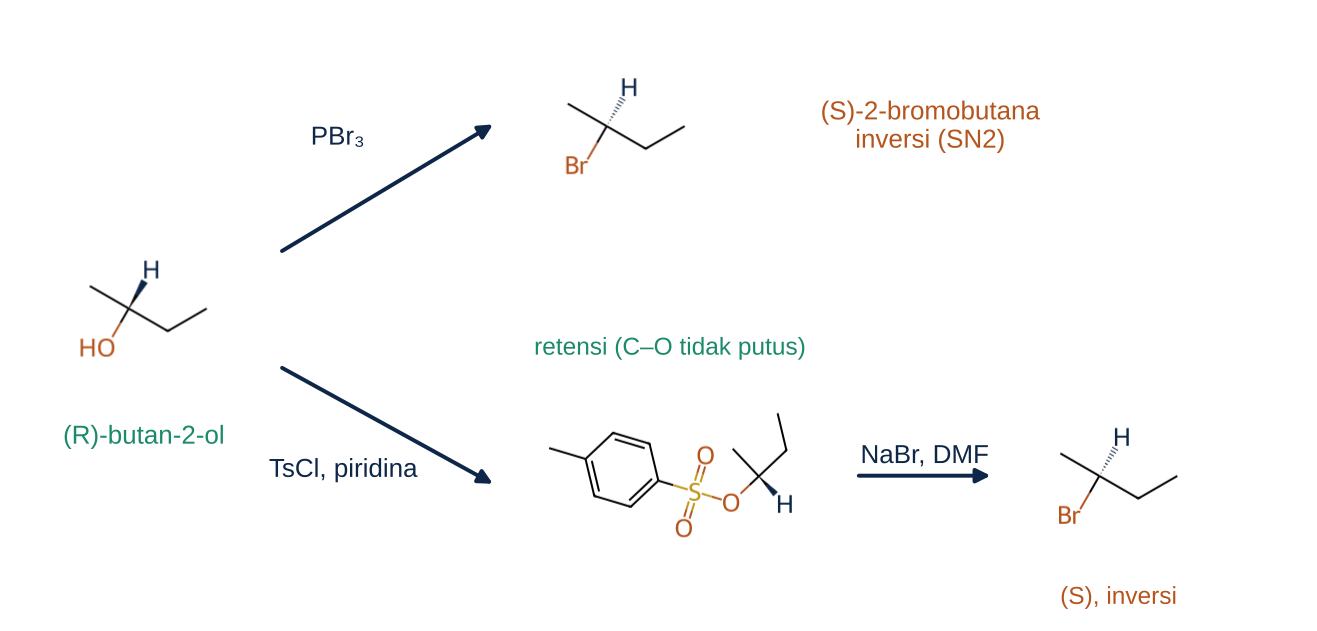 H
PBr₃
Br
(S)-2-bromobutana
inversi (SN2)
H
HO
(R)-butan-2-ol
TsCl, piridina
retensi (C–O tidak putus)
O
S
O
O
H
NaBr, DMF
H
Br
(S), inversi